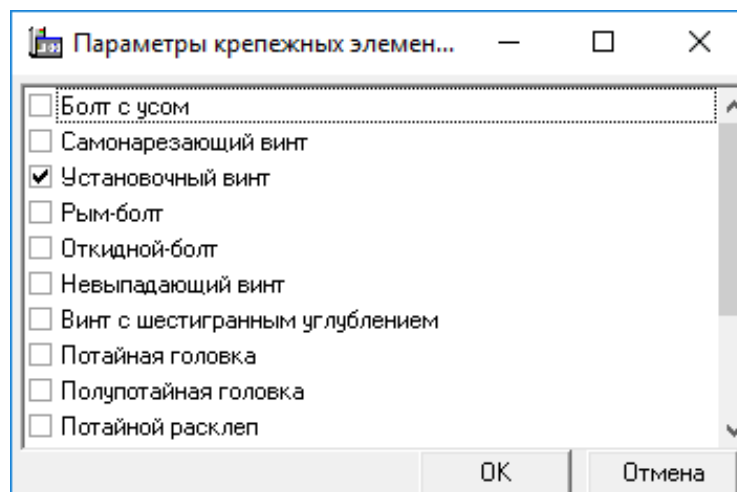 Параметры крепежных элемен...
Болт с усом
Самонарезающий винт
Установочный винт
Рым-болт
Откидной-болт
Невыпадающий винт
Винт с шестигранным углублением
Потайная головка
Полупотайная головка
Потайной расклеп
OK
Отмена